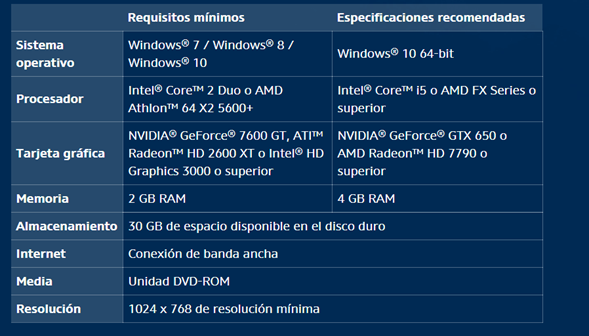 Requisitos mínimos
Especificaciones recomendadas
Sistema
operativo
Windows® 7 / Windows® 8 /
Windows® 10
Windows® 10 64-bit
Procesador
Intel® Core™ 2 Duo o AMD
Athlon™ 64 X2 5600+
Intel® Core™ i5 o AMD FX Series o
superior
Tarjeta gráfica
NVIDIA® GeForce® 7600 GT, ATI™
Radeon™ HD 2600 XT o Intel® HD
Graphics 3000 o superior
NVIDIA® GeForce® GTX 650 o
AMD Radeon™ HD 7790 o
superior
Memoria
2 GB RAM
4 GB RAM
Almacenamiento
30 GB de espacio disponible en el disco duro
Internet
Conexión de banda ancha
Media
Unidad DVD-ROM
Resolución
1024 x 768 de resolución mínima